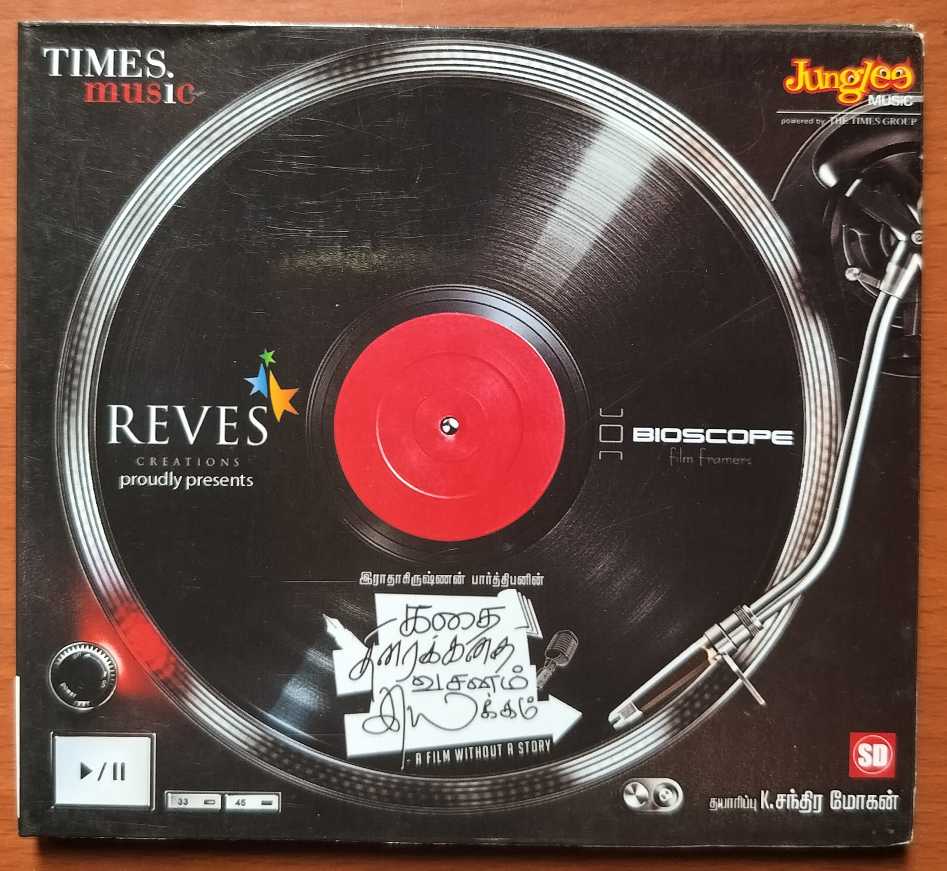 TIMES.
music
Junglee
MUSIC
powered by THE TIMES GROUP
REVES
CREATIONS
proudly presents
BIOSCOPE
film framers
இராதாகிருஷ்ணன் பார்த்திபனின்
கதை
திரைக்கதை
வசனம்
இயக்கம்
- A FILM WITHOUT A STORY
power
33
45
SD
தயாரிப்பு K.சந்திர மோகன்